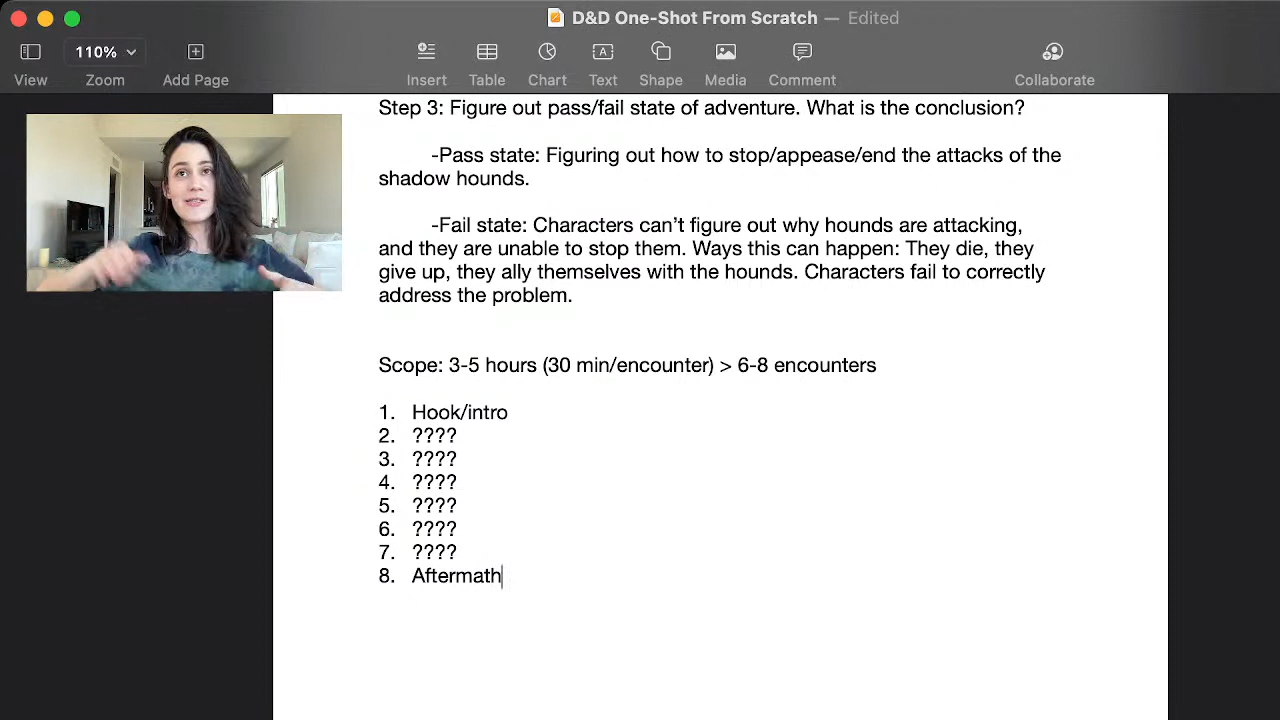 D&D One-Shot From Scratch — Edited
110%
View
Zoom
Add Page
Insert
Table
Chart
Text
Shape
Media
Comment
Collaborate
Step 3: Figure out pass/fail state of adventure. What is the conclusion?
-Pass state: Figuring out how to stop/appease/end the attacks of the
shadow hounds.
-Fail state: Characters can’t figure out why hounds are attacking,
and they are unable to stop them. Ways this can happen: They die, they
give up, they ally themselves with the hounds. Characters fail to correctly
address the problem.
Scope: 3-5 hours (30 min/encounter) > 6-8 encounters
1. Hook/intro
2. ????
3. ????
4. ????
5. ????
6. ????
7. ????
8. Aftermath